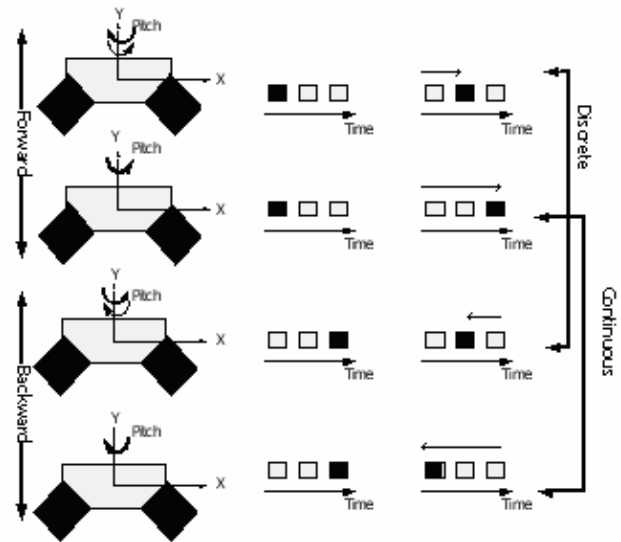 Y
Pitch
X
Time
Time
Forward
Discrete
Y
Pitch
X
Time
Time
Y
Pitch
X
Time
Time
Backward
Continuous
Y
Pitch
X
Time
Time